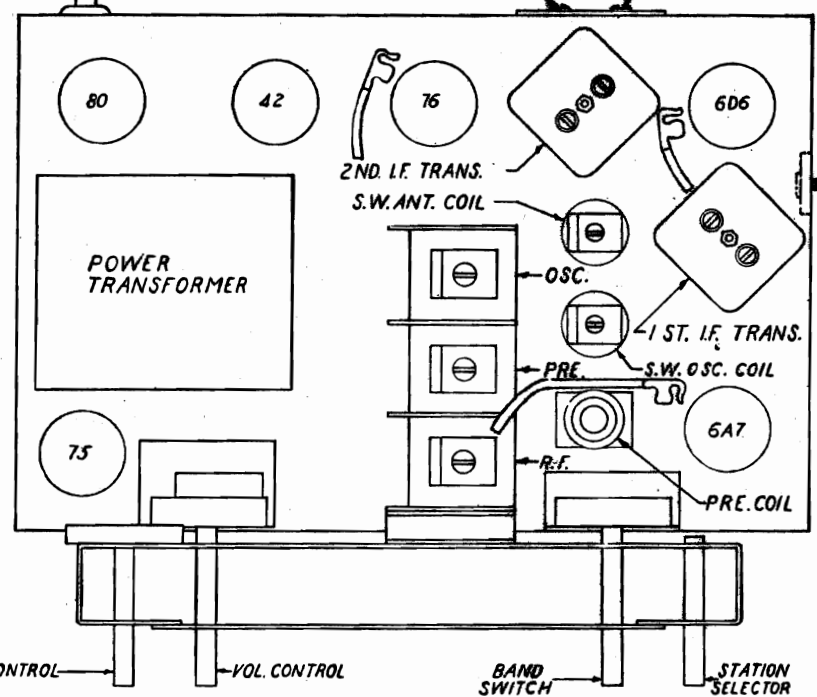 80
42
76
6D6
2ND. I.F. TRANS.
S.W. ANT. COIL
POWER
TRANSFORMER
OSC.
1 ST. I.F. TRANS.
PRE.
S.W. OSC. COIL
75
6A7
R.F.
PRE. COIL
ONTROL
VOL. CONTROL
BAND
SWITCH
STATION
SELECTOR